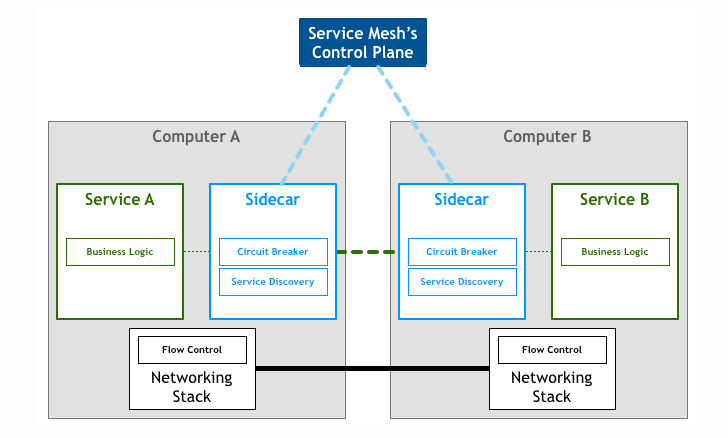 Service Mesh's
Control Plane
Computer A
Computer B
Service A
Sidecar
Sidecar
Service B
Business Logic
Circuit Breaker
Circuit Breaker
Business Logic
Service Discovery
Service Discovery
Flow Control
Flow Control
Networking
Stack
Networking
Stack